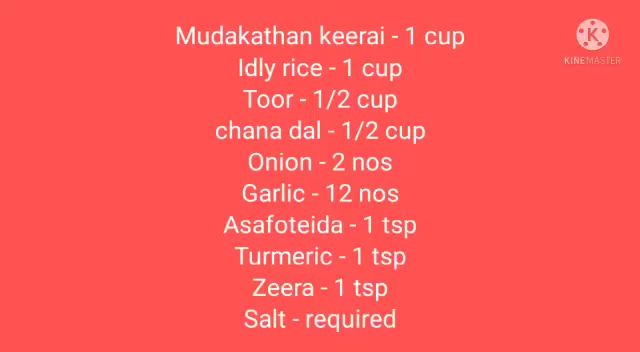 Mudakathan keerai - 1 cup
Idly rice - 1 cup
Toor - 1/2 cup
chana dal - 1/2 cup
Onion - 2 nos
Garlic - 12 nos
Asafoteida - 1 tsp
Turmeric - 1 tsp
Zeera - 1 tsp
Salt - required
K
KINEMASTER